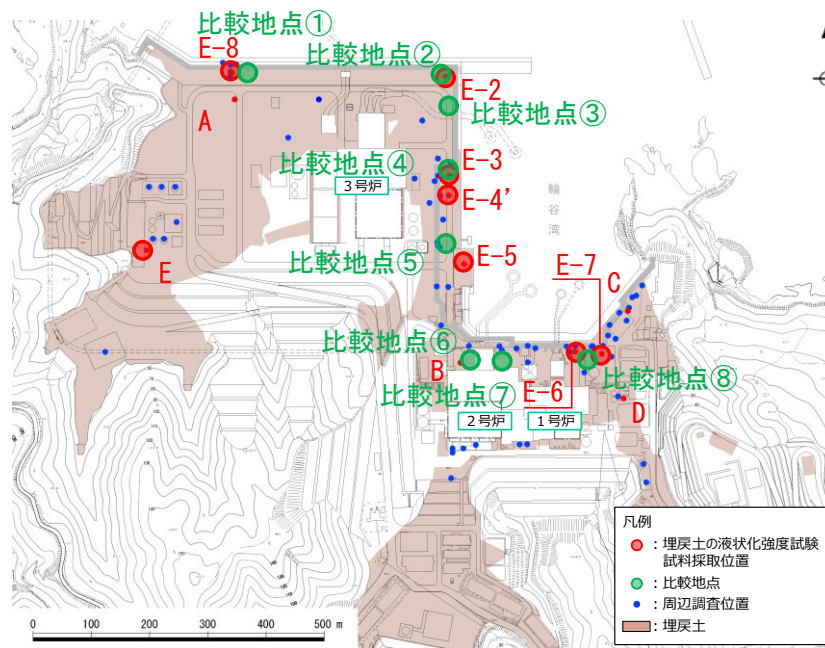 比較地点①
E-8
比較地点②
E-2
A
比較地点③
比較地点④
E-3
3号炉
E-4'
輪谷湾
E
比較地点⑤
E-5
E-7
C
比較地点⑥
B
比較地点⑧
比較地点⑦
E-6
D
2号炉
1号炉
凡例
:埋戻土の液状化強度試験
試料採取位置
:比較地点
:周辺調査位置
:埋戻土
0 100 200 300 400 500 m